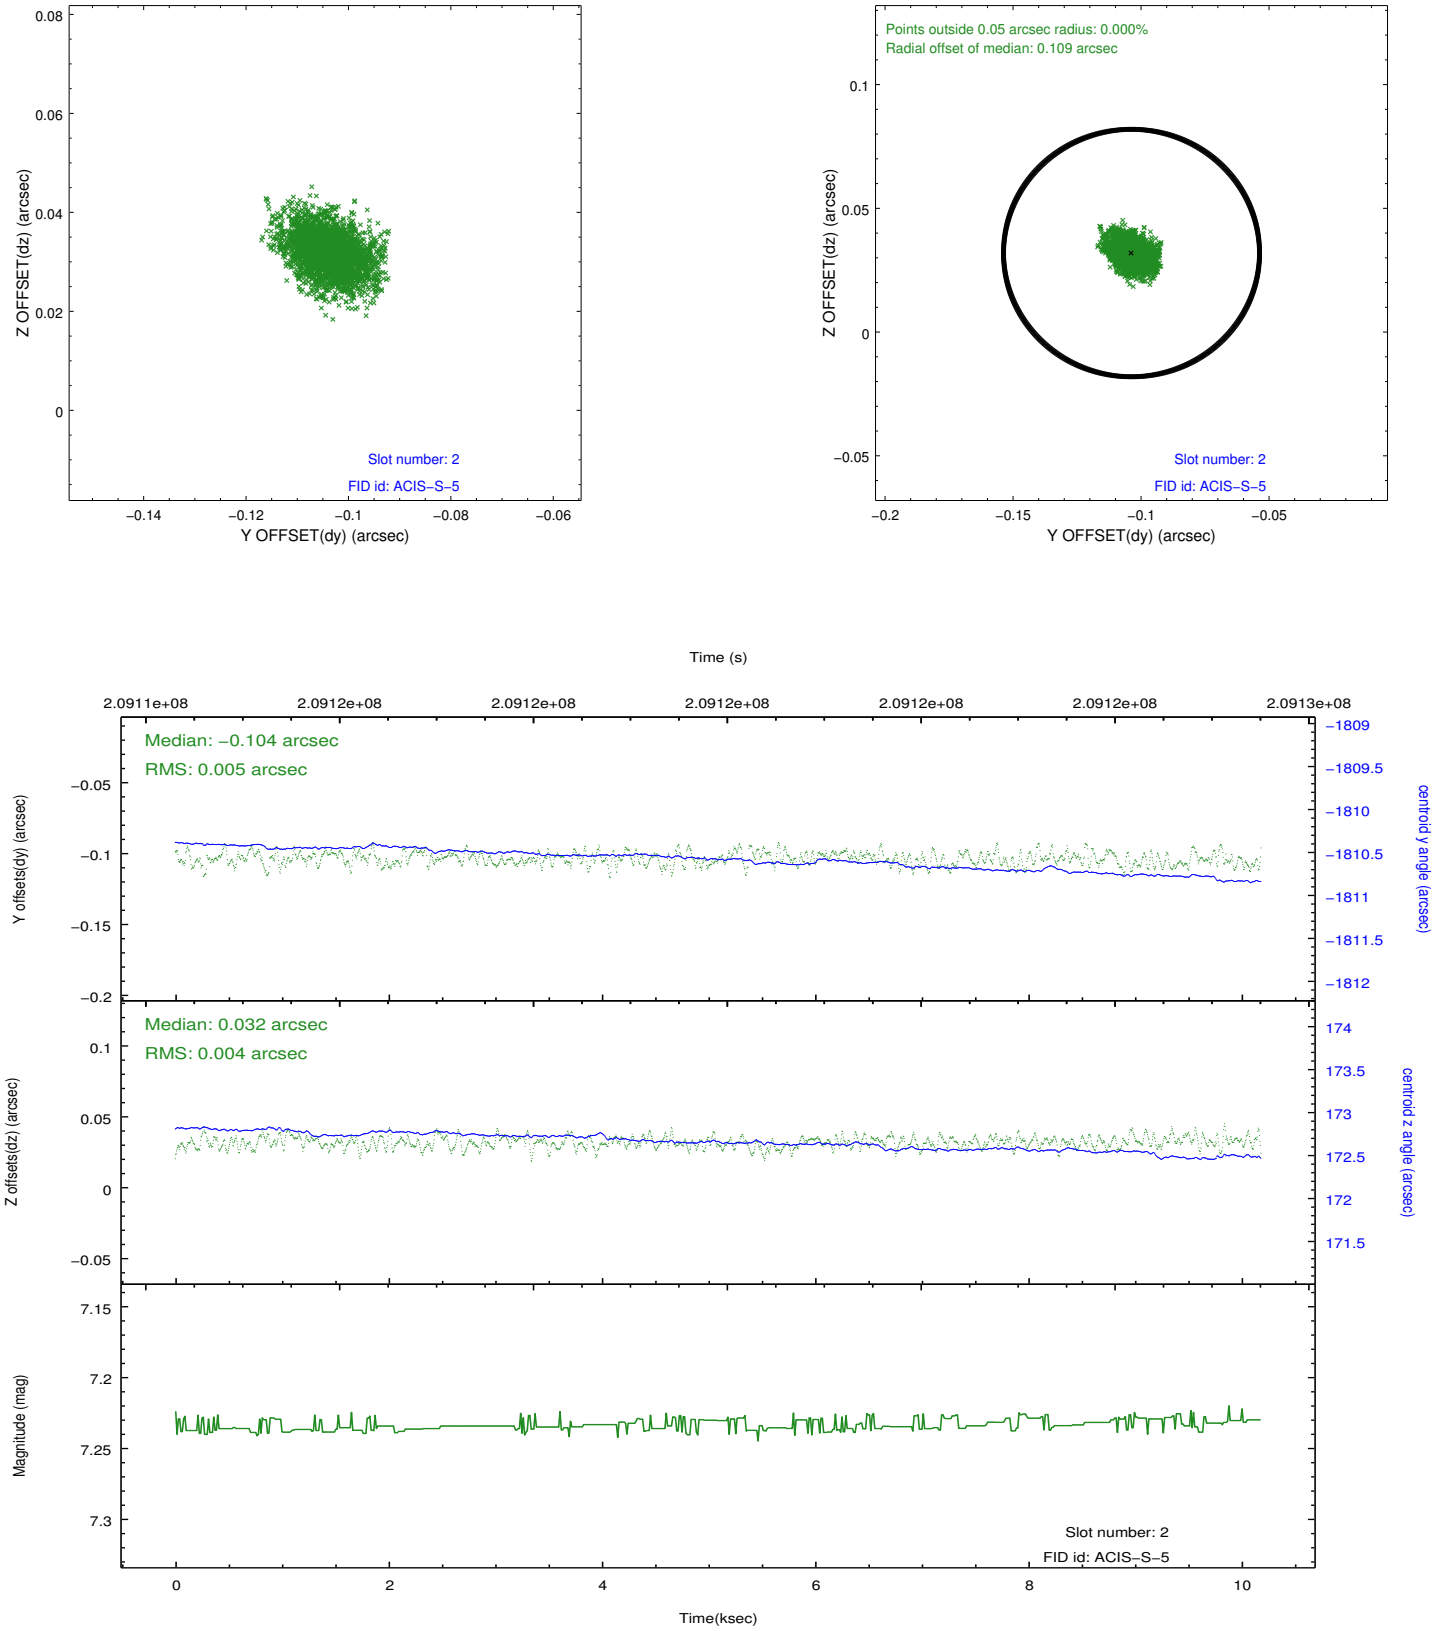 0.08
0.06
0.04
0.02
0
Z OFFSET(dz) (arcsec)
Slot number: 2
FID id: ACIS−S−5
−0.14
−0.12
−0.1
−0.08
−0.06
Y OFFSET(dy) (arcsec)
Points outside 0.05 arcsec radius: 0.000%
Radial offset of median: 0.109 arcsec
0.1
0.05
0
−0.05
Z OFFSET(dz) (arcsec)
Slot number: 2
FID id: ACIS−S−5
−0.2
−0.15
−0.1
−0.05
Y OFFSET(dy) (arcsec)
Time (s)
2.0911e+08
2.0912e+08
2.0912e+08
2.0912e+08
2.0912e+08
2.0912e+08
2.0913e+08
Median: −0.104 arcsec
RMS: 0.005 arcsec
−0.05
−0.1
−0.15
−0.2
Y offsets(dy) (arcsec)
−1809
−1809.5
−1810
−1810.5
−1811
−1811.5
−1812
centroid y angle (arcsec)
Median: 0.032 arcsec
RMS: 0.004 arcsec
0.1
0.05
0
−0.05
Z offsets(dz) (arcsec)
174
173.5
173
172.5
172
171.5
centroid z angle (arcsec)
7.15
7.2
7.25
7.3
Magnitude (mag)
Slot number: 2
FID id: ACIS−S−5
0
2
4
6
8
10
Time(ksec)